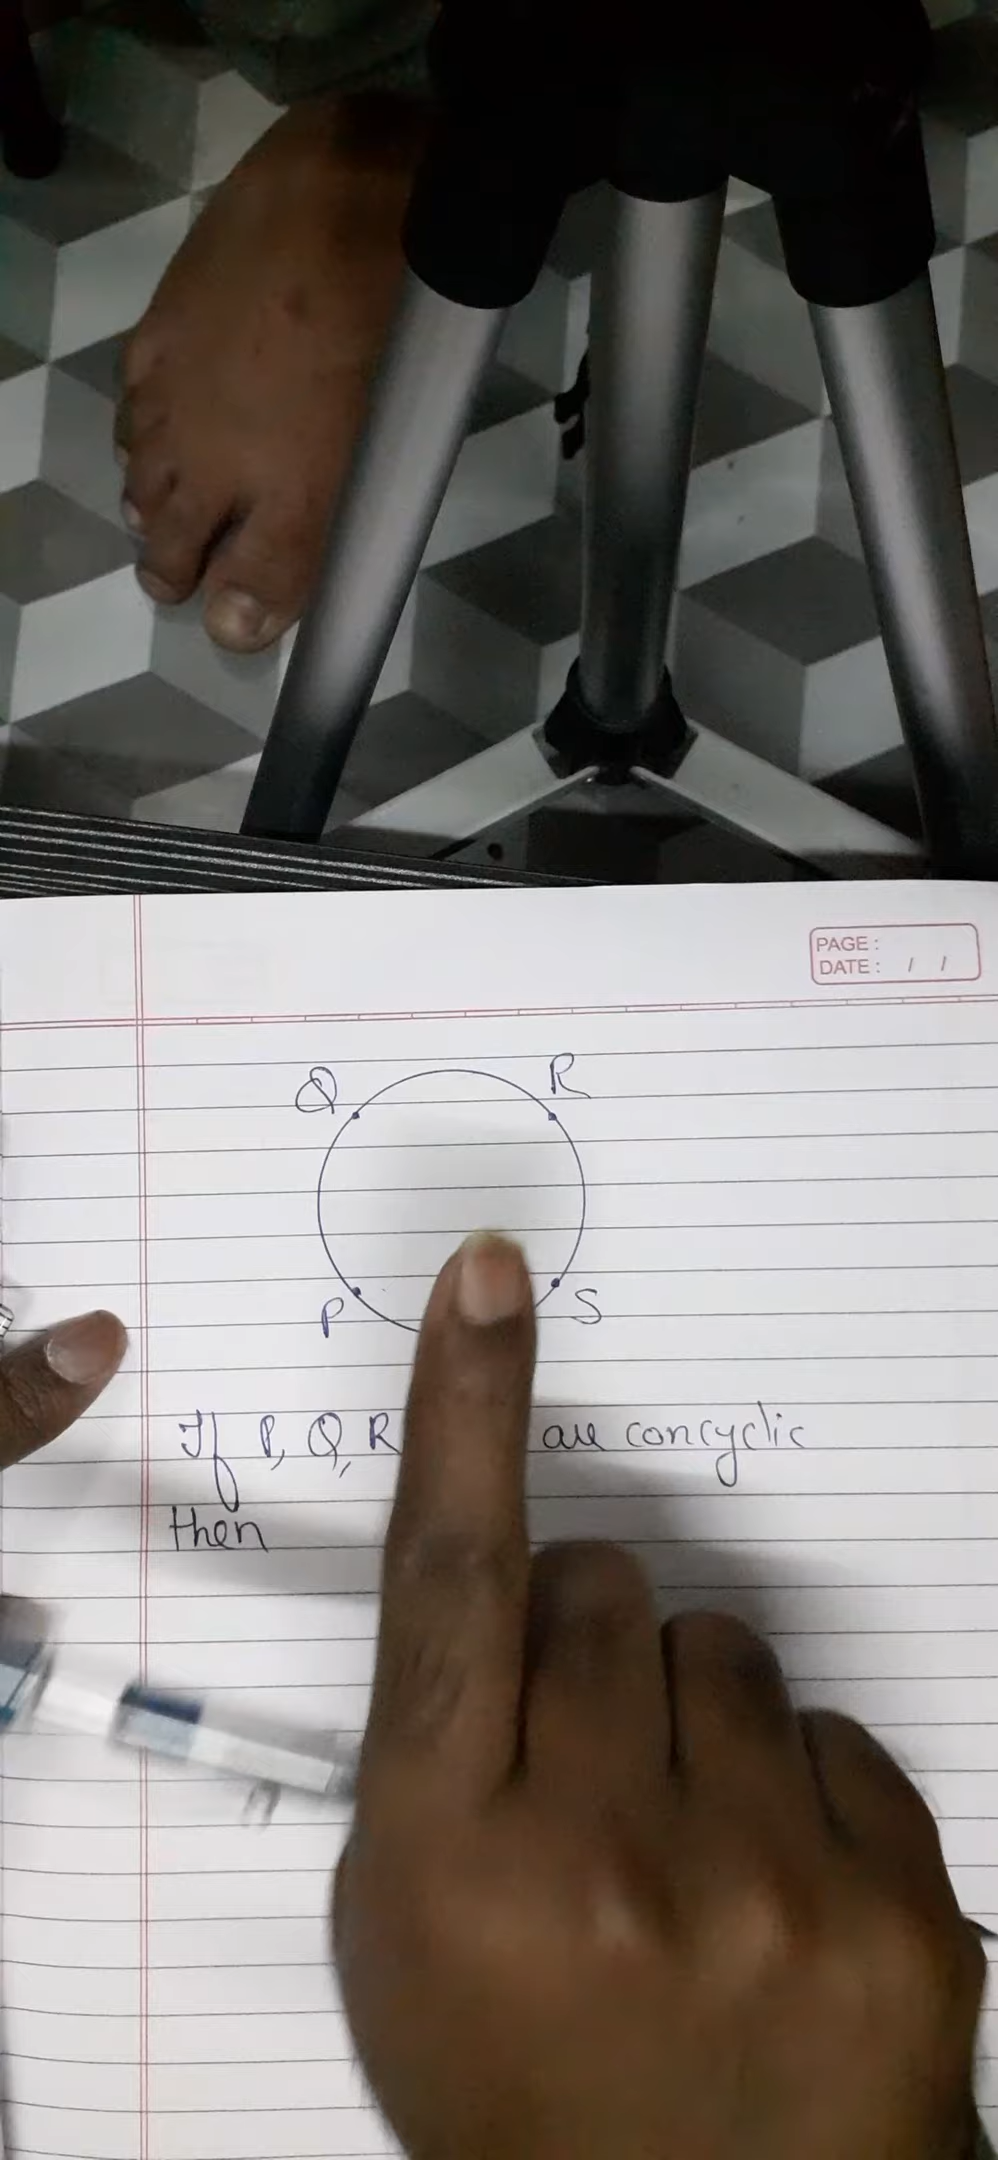 PAGE :
DATE : / /
Q R
P S
If P, Q, R are concyclic
then